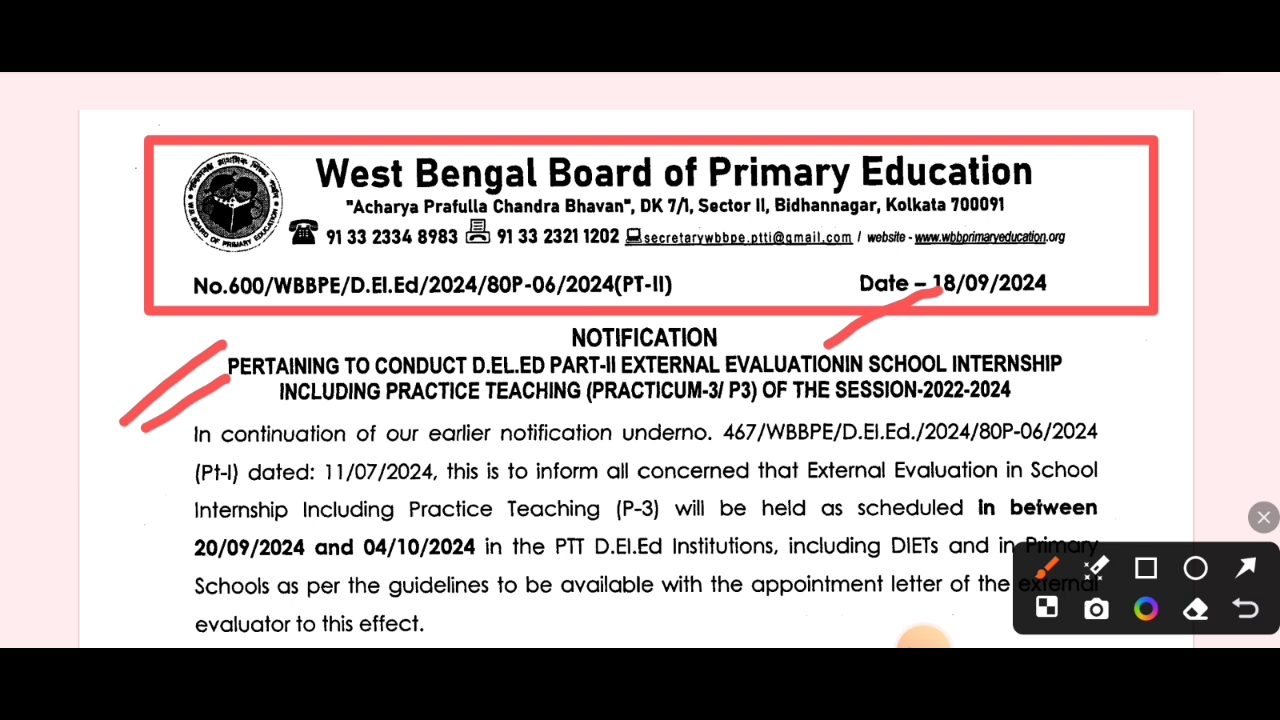 West Bengal Board of Primary Education
"Acharya Prafulla Chandra Bhavan", DK 7/1, Sector II, Bidhannagar, Kolkata 700091
91 33 2334 8983 91 33 2321 1202 secretarywbbpe.ptti@gmail.com / website - www.wbbprimaryeducation.org
No.600/WBBPE/D.El.Ed/2024/80P-06/2024(PT-II) Date – 18/09/2024
NOTIFICATION
PERTAINING TO CONDUCT D.EL.ED PART-II EXTERNAL EVALUATIONIN SCHOOL INTERNSHIP
INCLUDING PRACTICE TEACHING (PRACTICUM-3/ P3) OF THE SESSION-2022-2024
In continuation of our earlier notification underno. 467/WBBPE/D.El.Ed./2024/80P-06/2024
(Pt-I) dated: 11/07/2024, this is to inform all concerned that External Evaluation in School
Internship Including Practice Teaching (P-3) will be held as scheduled in between
20/09/2024 and 04/10/2024 in the PTT D.El.Ed Institutions, including DIETs and in Primary
Schools as per the guidelines to be available with the appointment letter of the external
evaluator to this effect.